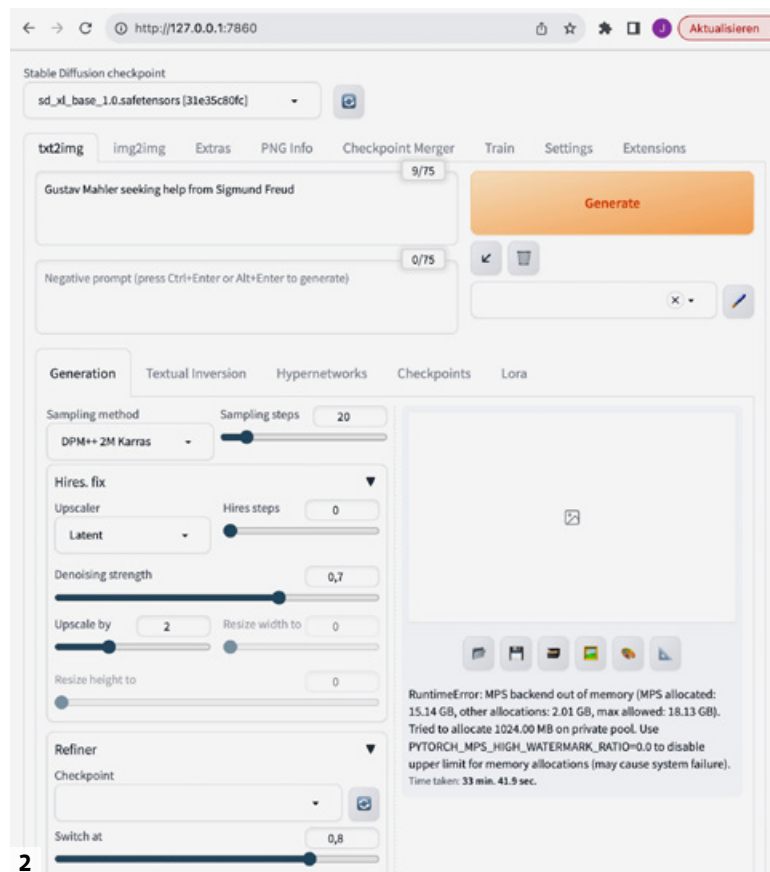 http://127.0.0.1:7860
J
Aktualisieren
Stable Diffusion checkpoint
sd_xl_base_1.0.safetensors [31e35c80fc]
txt2img img2img Extras PNG Info Checkpoint Merger Train Settings Extensions
9/75
Gustav Mahler seeking help from Sigmund Freud
Generate
0/75
Negative prompt (press Ctrl+Enter or Alt+Enter to generate)
Generation Textual Inversion Hypernetworks Checkpoints Lora
Sampling method
DPM++ 2M Karras
Sampling steps 20
Hires. fix
Upscaler
Latent
Hires steps 0
Denoising strength 0,7
Upscale by 2
Resize width to 0
Resize height to 0
RuntimeError: MPS backend out of memory (MPS allocated:
15.14 GB, other allocations: 2.01 GB, max allowed: 18.13 GB).
Tried to allocate 1024.00 MB on private pool. Use
PYTORCH_MPS_HIGH_WATERMARK_RATIO=0.0 to disable
upper limit for memory allocations (may cause system failure).
Time taken: 33 min. 41.9 sec.
Refiner
Checkpoint
Switch at 0,8
2